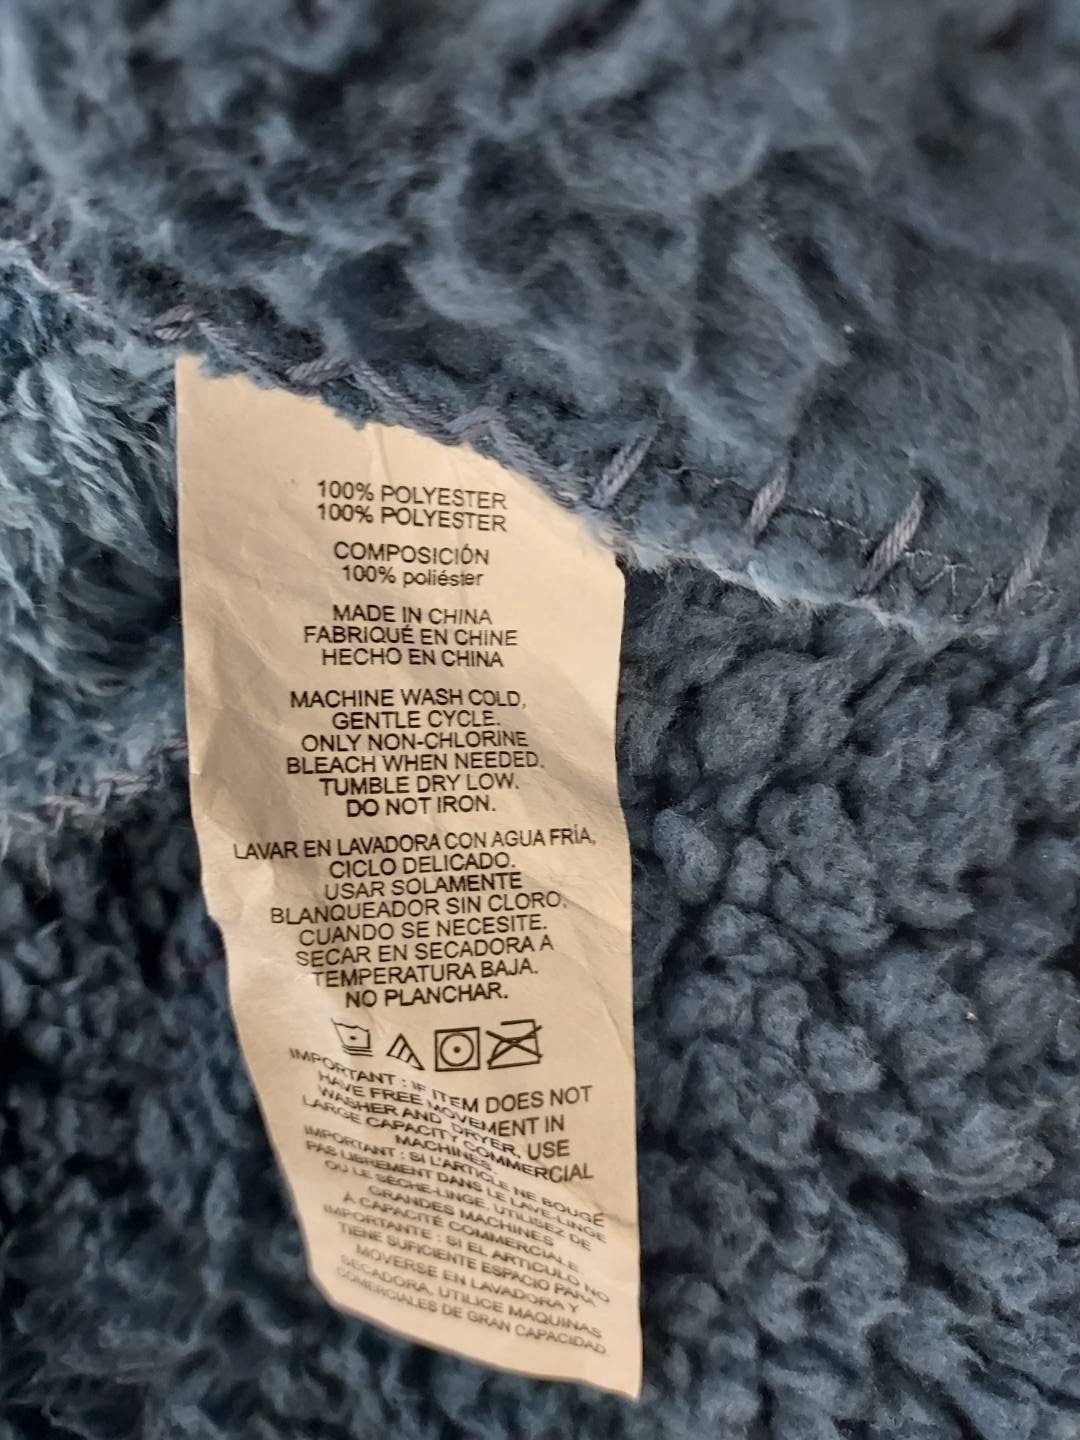 100% POLYESTER
100% POLYESTER
COMPOSICIÓN
100% poliéster
MADE IN CHINA
FABRIQUÉ EN CHINE
HECHO EN CHINA
MACHINE WASH COLD,
GENTLE CYCLE.
ONLY NON-CHLORINE
BLEACH WHEN NEEDED.
TUMBLE DRY LOW.
DO NOT IRON.
LAVAR EN LAVADORA CON AGUA FRÍA,
CICLO DELICADO.
USAR SOLAMENTE
BLANQUEADOR SIN CLORO,
CUANDO SE NECESITE.
SECAR EN SECADORA A
TEMPERATURA BAJA.
NO PLANCHAR.
IMPORTANT : IF ITEM DOES NOT
HAVE FREE MOVEMENT IN
WASHER AND DRYER, USE
LARGE CAPACITY COMMERCIAL
MACHINES.
IMPORTANT : SI L'ARTICLE NE BOUGE
PAS LIBREMENT DANS LE LAVE-LINGE
OU LE SÈCHE-LINGE, UTILISEZ DE
GRANDES MACHINES
À CAPACITÉ COMMERCIALE
IMPORTANTE : SI EL ARTICULO NO
TIENE SUFICIENTE ESPACIO PARA
MOVERSE EN LAVADORA Y
SECADORA, UTILICE MAQUINAS
COMERCIALES DE GRAN CAPACIDAD.